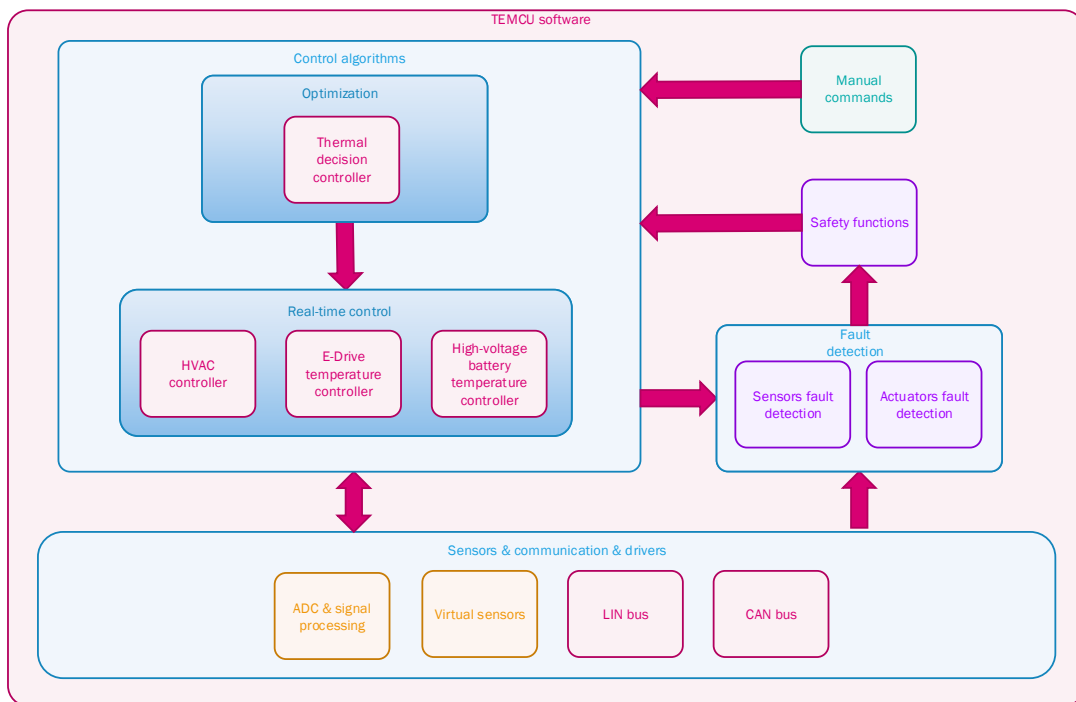 TEMCU software
Control algorithms
Optimization
Thermal
decision
controller
Manual
commands
Safety functions
Real-time control
HVAC
controller
E-Drive
temperature
controller
High-voltage
battery
temperature
controller
Fault
detection
Sensors fault
detection
Actuators fault
detection
Sensors & communication & drivers
ADC & signal
processing
Virtual sensors
LIN bus
CAN bus